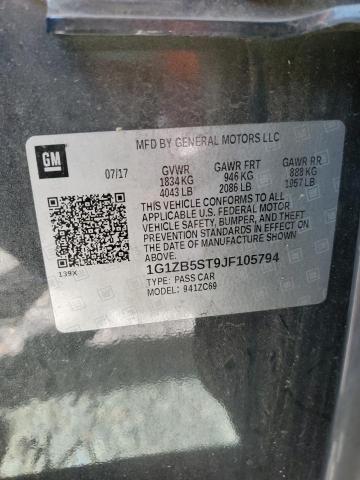 GM
MFD BY GENERAL MOTORS LLC
07/17
GVWR GAWR FRT GAWR RR
1834 KG 946 KG 888 KG
4043 LB 2086 LB 1957 LB
THIS VEHICLE CONFORMS TO ALL
APPLICABLE U.S. FEDERAL MOTOR
VEHICLE SAFETY, BUMPER, AND THEFT
PREVENTION STANDARDS IN EFFECT ON
THE DATE OF MANUFACTURE SHOWN
ABOVE.
139X
1G1ZB5ST9JF105794
TYPE: PASS CAR
MODEL: 941ZC69